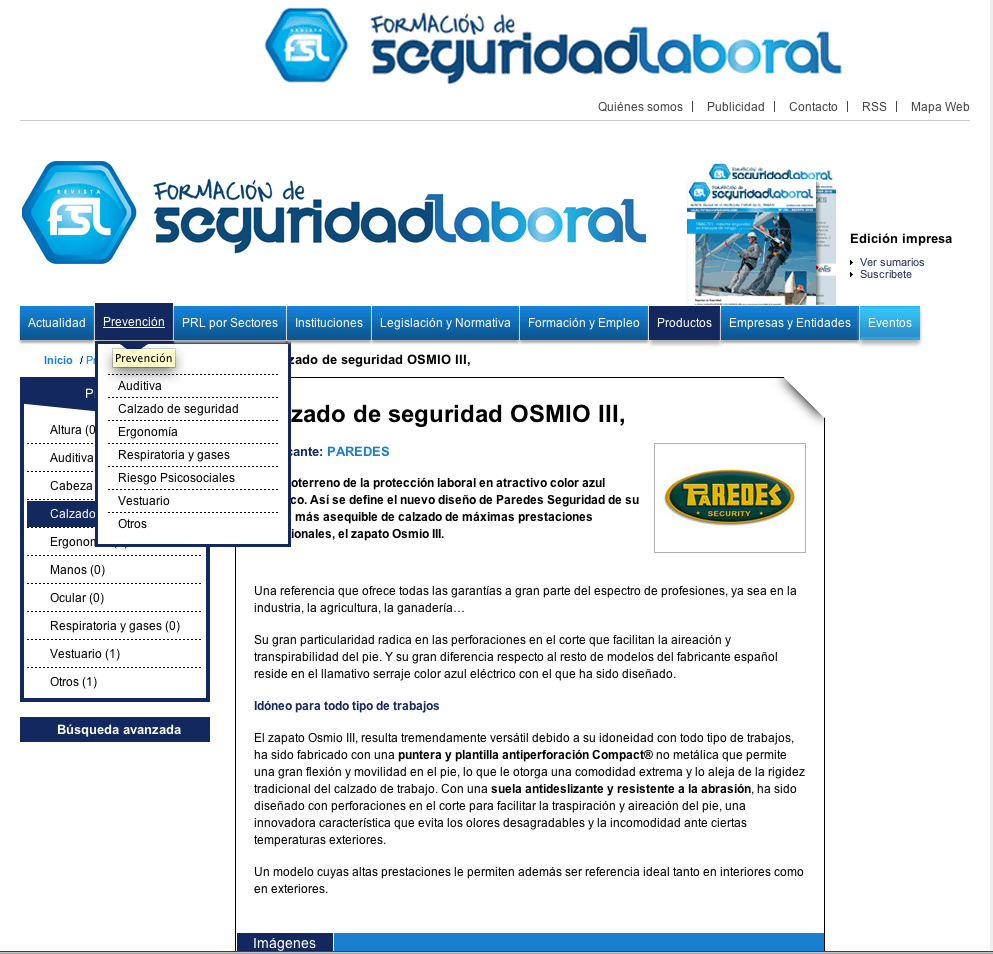 REVISTA
fSL
FORMACIÓN de
seguridadlaboral
Quiénes somos | Publicidad | Contacto | RSS | Mapa Web
REVISTA
fSL
FORMACIÓN de
seguridadlaboral
FORMACIÓN de
seguridadlaboral
FORMACIÓN de
seguridadlaboral
Edición impresa
Ver sumarios
Suscribete
Actualidad Prevención PRL por Sectores Instituciones Legislación y Normativa Formación y Empleo Productos Empresas y Entidades Eventos
Inicio / P
zado de seguridad OSMIO III,
Prevención
Auditiva
Calzado de seguridad
Ergonomía
Respiratoria y gases
Riesgo Psicosociales
Vestuario
Otros
P
Altura (0
Auditiva
Cabeza
Calzado
Ergonom
Manos (0)
Ocular (0)
Respiratoria y gases (0)
Vestuario (1)
Otros (1)
Búsqueda avanzada
lzado de seguridad OSMIO III,
cante: PAREDES
PAREDES
SECURITY
oterreno de la protección laboral en atractivo color azul
co. Así se define el nuevo diseño de Paredes Seguridad de su
más asequible de calzado de máximas prestaciones
ionales, el zapato Osmio III.
Una referencia que ofrece todas las garantías a gran parte del espectro de profesiones, ya sea en la
industria, la agricultura, la ganadería…
Su gran particularidad radica en las perforaciones en el corte que facilitan la aireación y
transpirabilidad del pie. Y su gran diferencia respecto al resto de modelos del fabricante español
reside en el llamativo serraje color azul eléctrico con el que ha sido diseñado.
Idóneo para todo tipo de trabajos
El zapato Osmio III, resulta tremendamente versátil debido a su idoneidad con todo tipo de trabajos,
ha sido fabricado con una puntera y plantilla antiperforación Compact® no metálica que permite
una gran flexión y movilidad en el pie, lo que le otorga una comodidad extrema y lo aleja de la rigidez
tradicional del calzado de trabajo. Con una suela antideslizante y resistente a la abrasión, ha sido
diseñado con perforaciones en el corte para facilitar la traspiración y aireación del pie, una
innovadora característica que evita los olores desagradables y la incomodidad ante ciertas
temperaturas exteriores.
Un modelo cuyas altas prestaciones le permiten además ser referencia ideal tanto en interiores como
en exteriores.
Imágenes